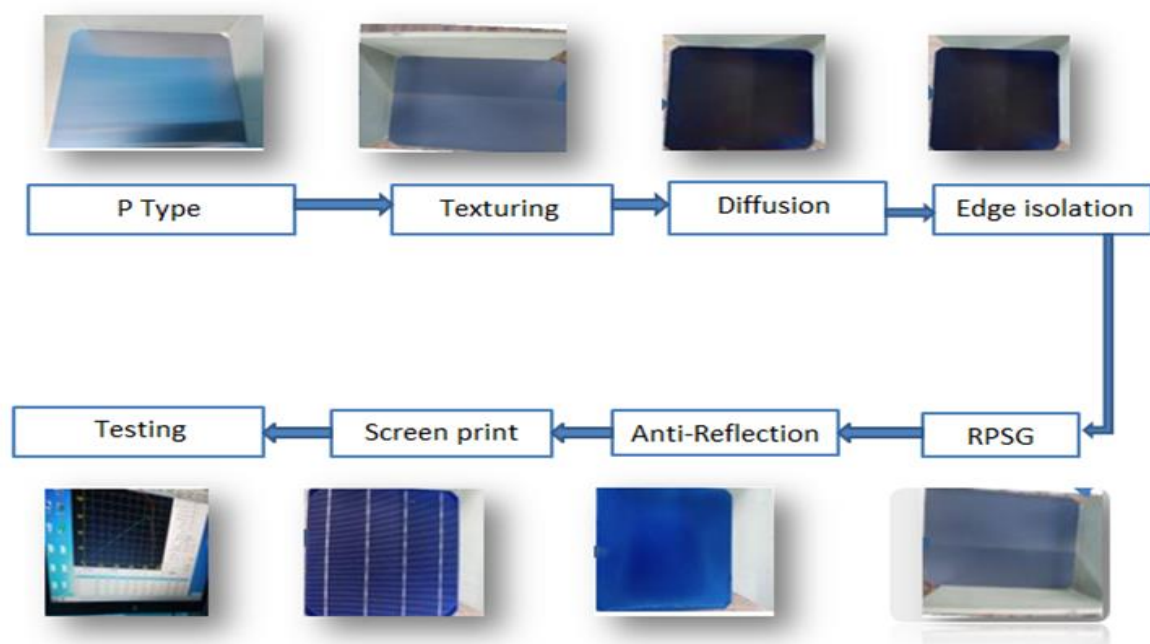 P Type
Texturing
Diffusion
Edge isolation
RPSG
Anti-Reflection
Screen print
Testing